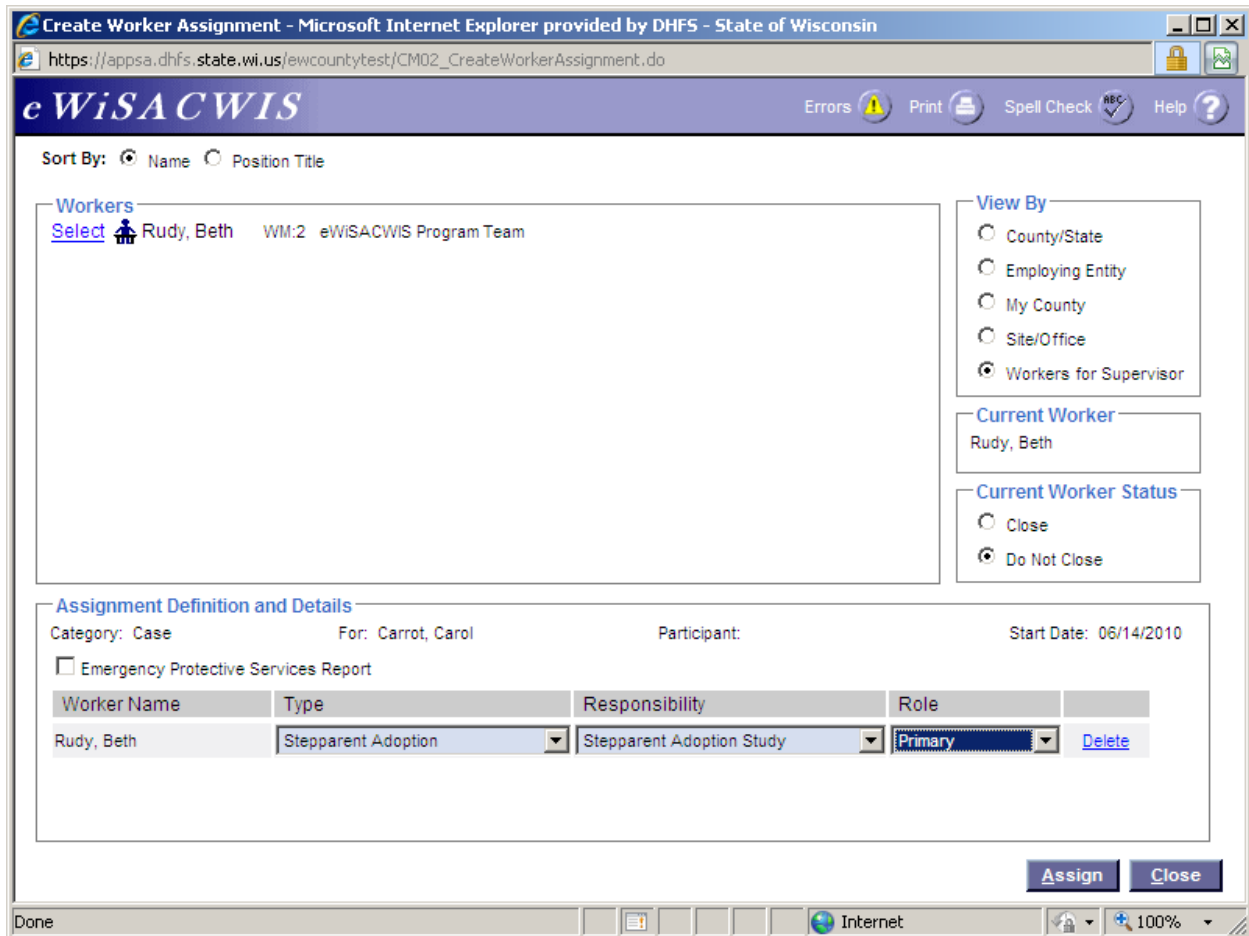 Create Worker Assignment - Microsoft Internet Explorer provided by DHFS - State of Wisconsin
https://appsa.dhfs.state.wi.us/ewcountytest/CM02_CreateWorkerAssignment.do
eWiSACWIS Errors Print Spell Check ABC Help ?
Sort By: Name Position Title
Workers
Select Rudy, Beth WM:2 eWiSACWIS Program Team
View By
County/State
Employing Entity
My County
Site/Office
Workers for Supervisor
Current Worker
Rudy, Beth
Current Worker Status
Close
Do Not Close
Assignment Definition and Details
Category: Case For: Carrot, Carol Participant: Start Date: 06/14/2010
Emergency Protective Services Report
Worker Name Type Responsibility Role
Rudy, Beth Stepparent Adoption Stepparent Adoption Study Primary Delete
Assign Close
Done Internet 100%